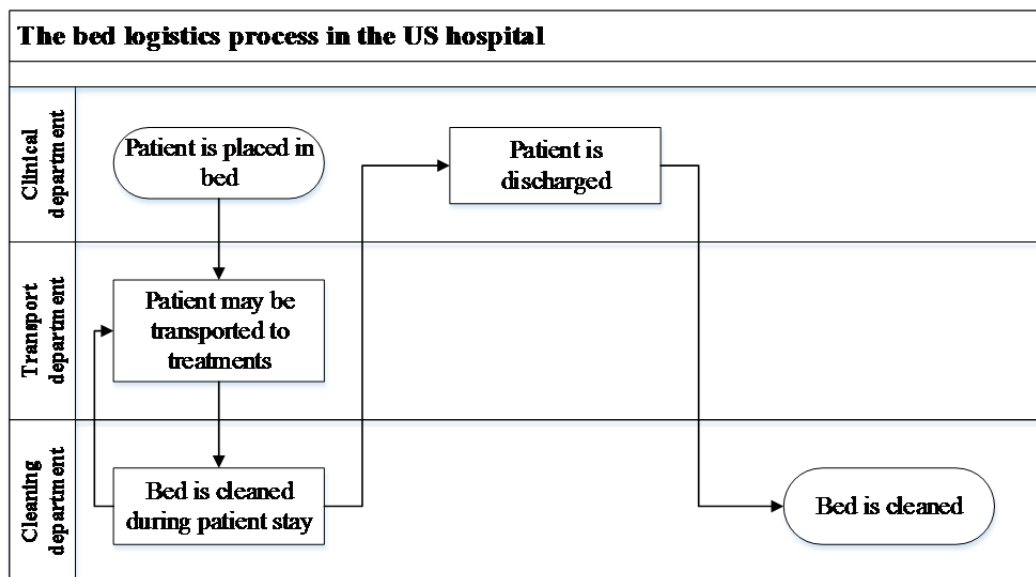 The bed logistics process in the US hospital
Clinical
department
Patient is placed in
bed
Patient is
discharged
Transport
department
Patient may be
transported to
treatments
Cleaning
department
Bed is cleaned
during patient stay
Bed is cleaned